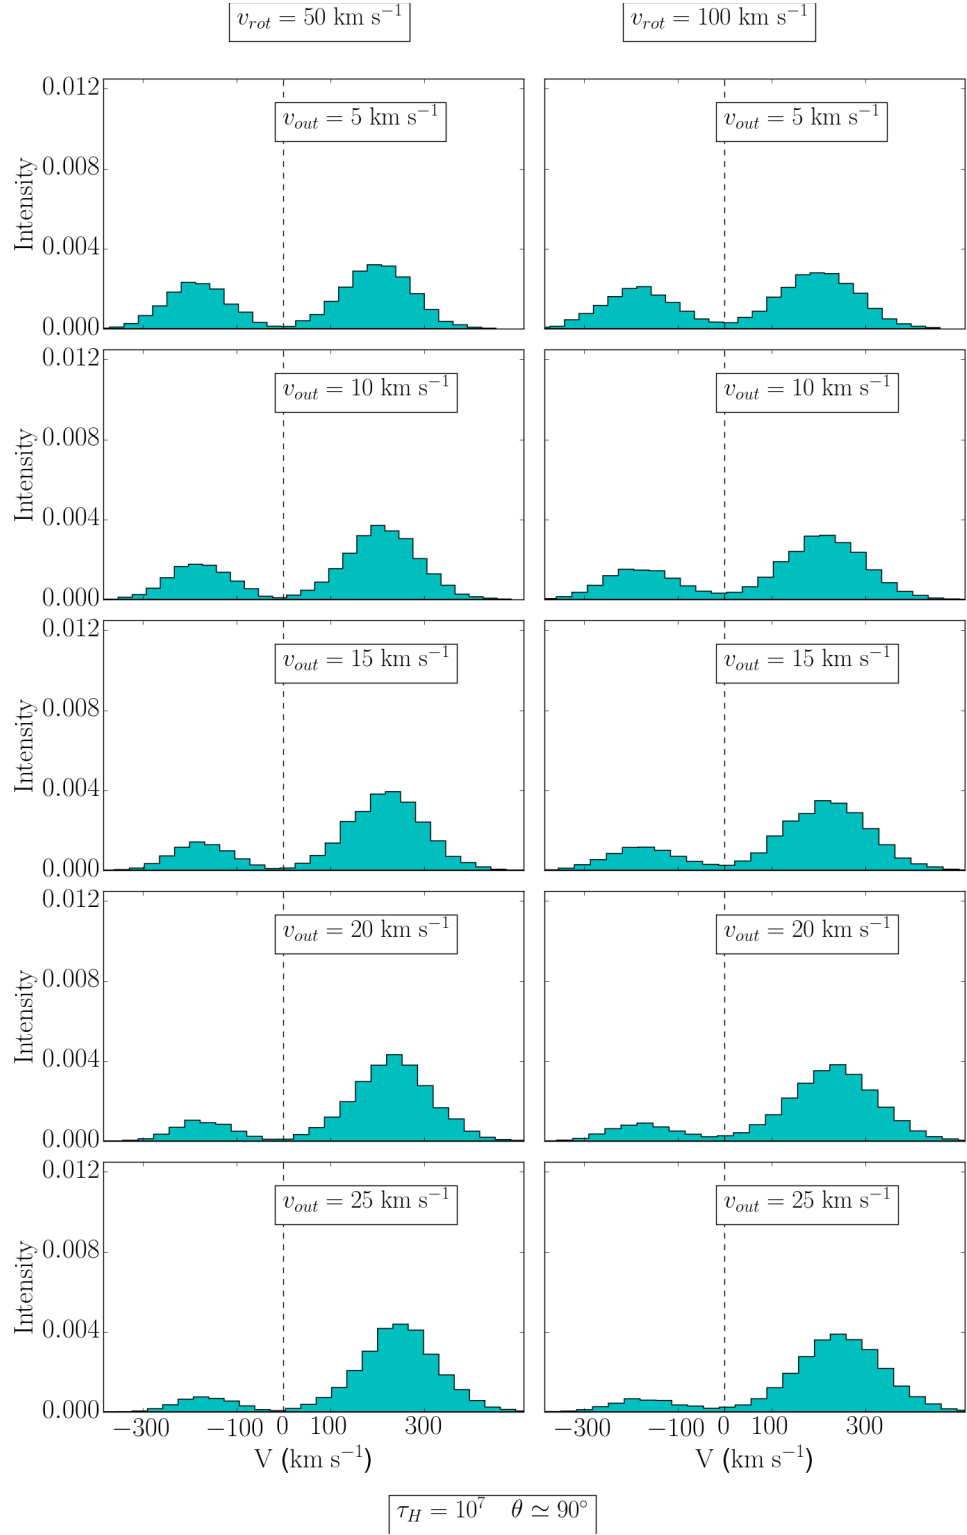 v_rot = 50 km s⁻¹ v_rot = 100 km s⁻¹
0.012
v_out = 5 km s⁻¹ v_out = 5 km s⁻¹
0.008
Intensity
0.004
0.000
0.012
v_out = 10 km s⁻¹ v_out = 10 km s⁻¹
0.008
Intensity
0.004
0.000
0.012
v_out = 15 km s⁻¹ v_out = 15 km s⁻¹
0.008
Intensity
0.004
0.000
0.012
v_out = 20 km s⁻¹ v_out = 20 km s⁻¹
0.008
Intensity
0.004
0.000
0.012
v_out = 25 km s⁻¹ v_out = 25 km s⁻¹
0.008
Intensity
0.004
0.000
−300 −100 0 100 300 −300 −100 0 100 300
V (km s⁻¹) V (km s⁻¹)
τ_H = 10⁷ θ ≃ 90°